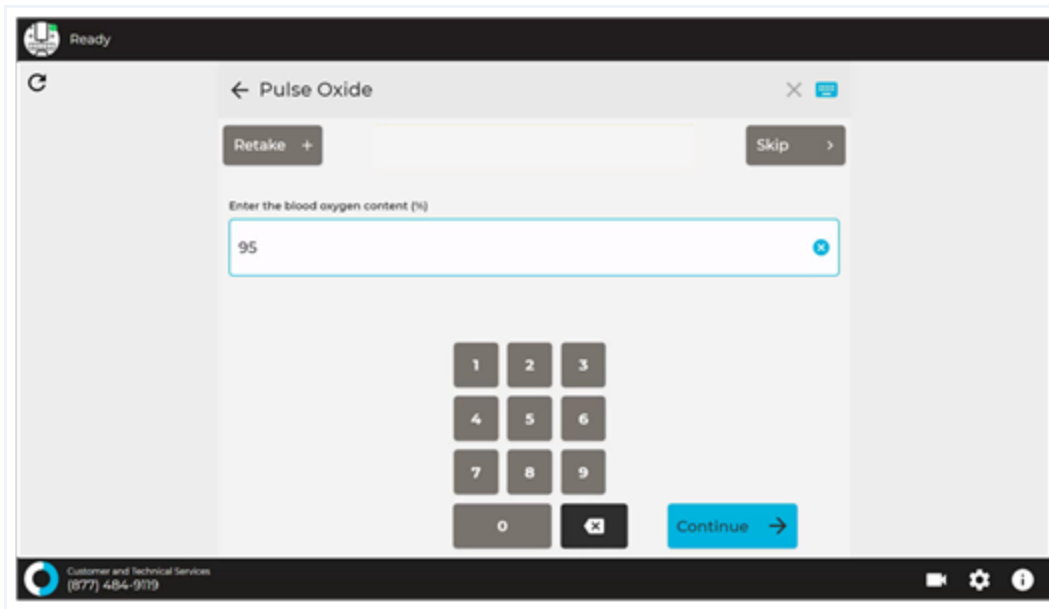 Ready
← Pulse Oxide
Retake +
Skip >
Enter the blood oxygen content (%)
95
1 2 3
4 5 6
7 8 9
0
Continue →
Customer and Technical Services
(877) 484-9119